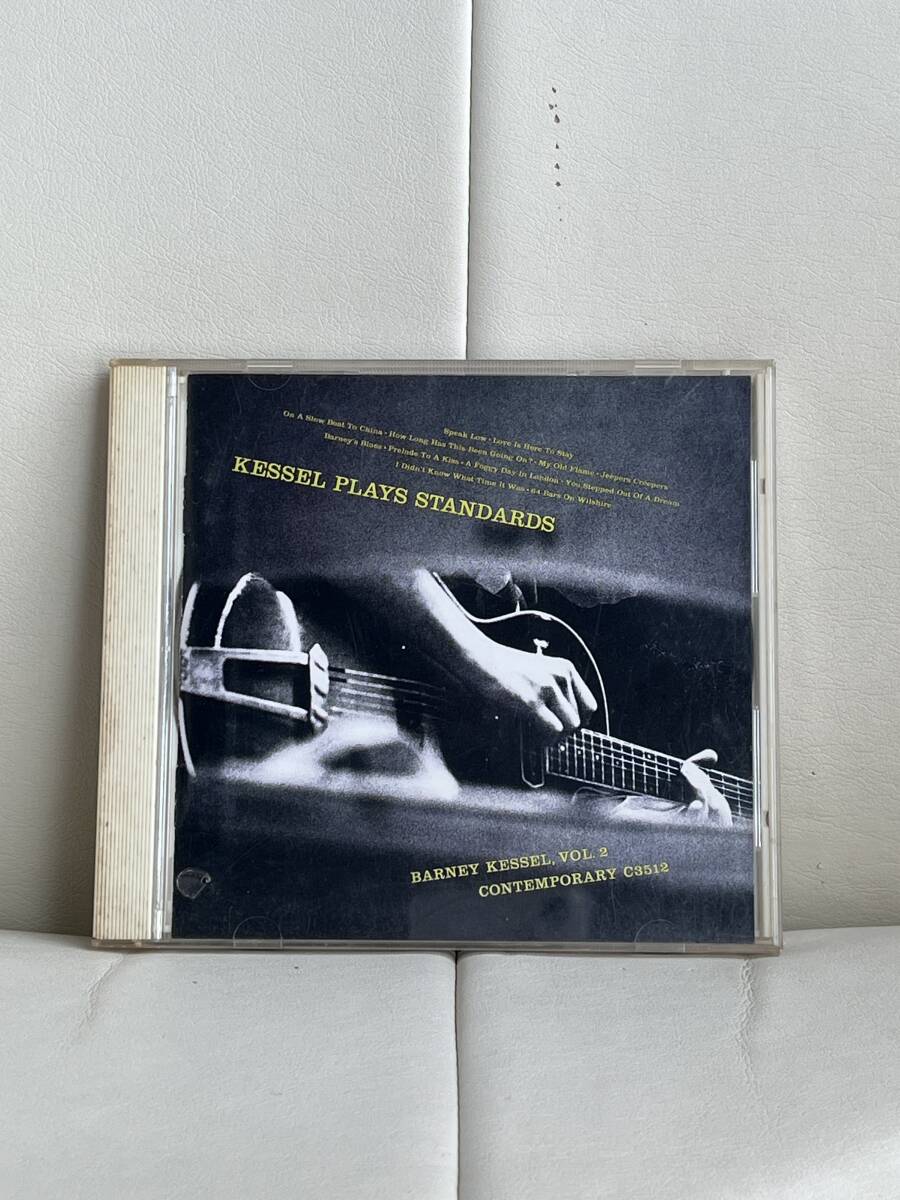 Speak Low • Love Is Here To Stay
On A Slow Boat To China • How Long Has This Been Going On? • My Old Flame • Jeepers Creepers
Barney's Blues • Prelude To A Kiss • A Foggy Day In London • You Stepped Out Of A Dream
I Didn't Know What Time It Was • 64 Bars On Wilshire
KESSEL PLAYS STANDARDS
BARNEY KESSEL, VOL. 2
CONTEMPORARY C3512